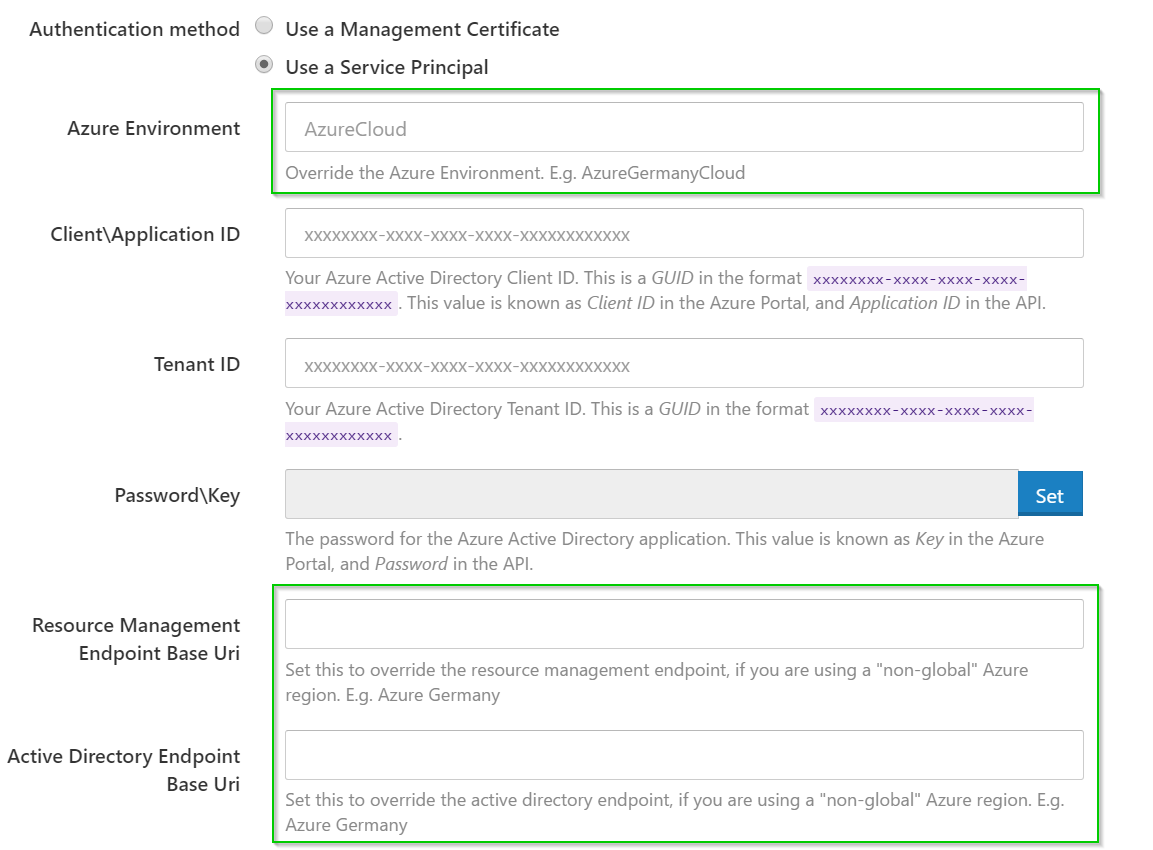 Authentication method
Use a Management Certificate
Use a Service Principal
Azure Environment
AzureCloud
Override the Azure Environment. E.g. AzureGermanyCloud
Client\Application ID
xxxxxxxx-xxxx-xxxx-xxxx-xxxxxxxxxxxx
Your Azure Active Directory Client ID. This is a GUID in the format xxxxxxxx-xxxx-xxxx-xxxx-
xxxxxxxxxxxx . This value is known as Client ID in the Azure Portal, and Application ID in the API.
Tenant ID
xxxxxxxx-xxxx-xxxx-xxxx-xxxxxxxxxxxx
Your Azure Active Directory Tenant ID. This is a GUID in the format xxxxxxxx-xxxx-xxxx-xxxx-
xxxxxxxxxxxx .
Password\Key
Set
The password for the Azure Active Directory application. This value is known as Key in the Azure
Portal, and Password in the API.
Resource Management
Endpoint Base Uri
Set this to override the resource management endpoint, if you are using a "non-global" Azure
region. E.g. Azure Germany
Active Directory Endpoint
Base Uri
Set this to override the active directory endpoint, if you are using a "non-global" Azure region. E.g.
Azure Germany